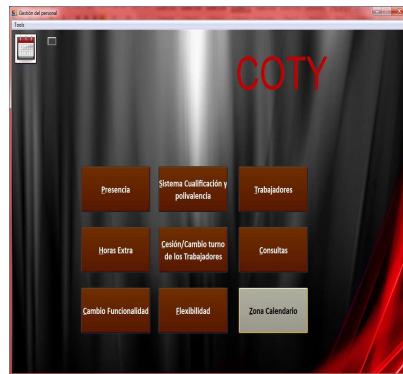 Gestión del personal
Tools
COTY
Presencia
Sistema Cualificación y
polivalencia
Trabajadores
Horas Extra
Cesión/Cambio turno
de los Trabajadores
Consultas
Cambio Funcionalidad
Flexibilidad
Zona Calendario